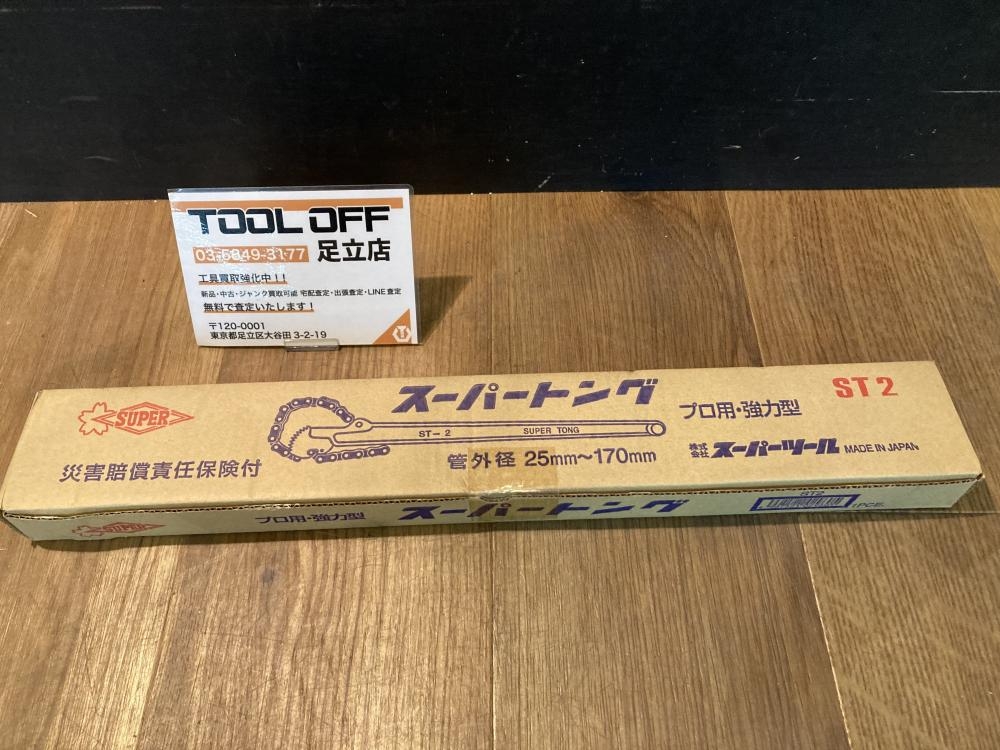 TOOL OFF
03-5849-3177 足立店
工具買取強化中!!
新品・中古・ジャンク買取可能 宅配査定・出張査定・LINE査定
無料で査定いたします!
〒120-0001
東京都足立区大谷田3-2-19
SUPER
災害賠償責任保険付
スーパートング
ST-2 SUPER TONG
管外径 25mm~170mm
プロ用・強力型
ST2
株式会社 スーパーツール MADE IN JAPAN
SUPER
プロ用・強力型
スーパートング
ST2
1PCE.